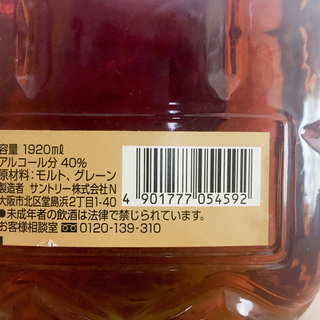 容量 1920mℓ
アルコール分 40%
原材料：モルト、グレーン
製造者 サントリー株式会社N
大阪市北区堂島浜2丁目1-40
●未成年者の飲酒は法律で禁じられています。
お客様相談室 0120-139-310
4 901777 054592